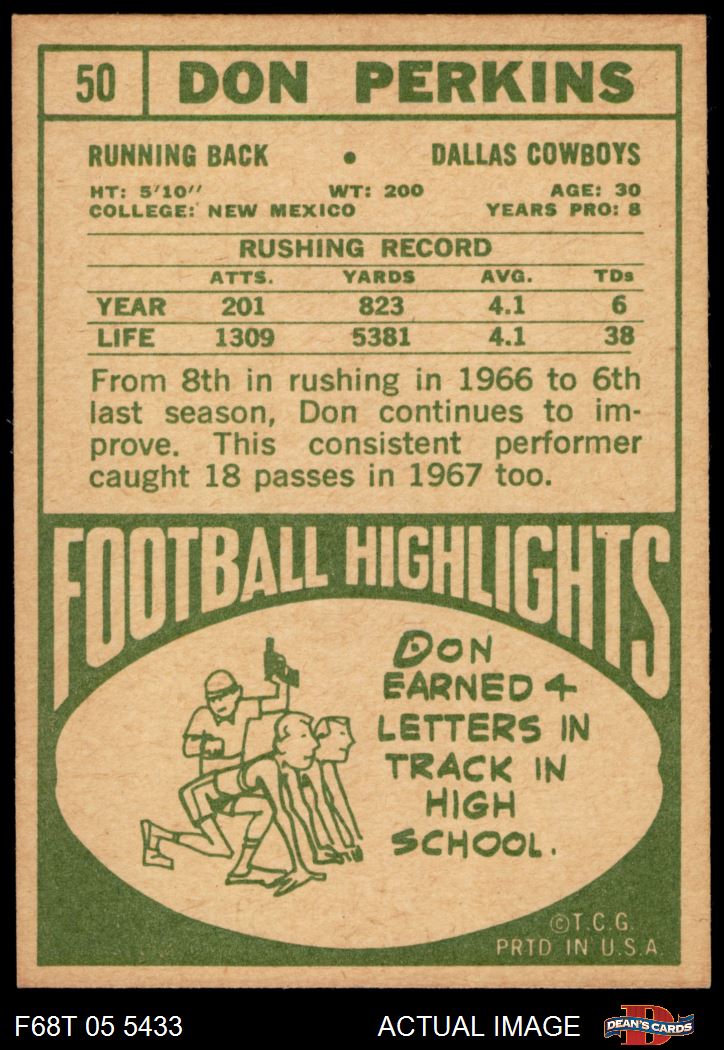 50 DON PERKINS
RUNNING BACK • DALLAS COWBOYS
HT: 5'10" WT: 200 AGE: 30
COLLEGE: NEW MEXICO YEARS PRO: 8
RUSHING RECORD
ATTS. YARDS AVG. TDs
YEAR 201 823 4.1 6
LIFE 1309 5381 4.1 38
From 8th in rushing in 1966 to 6th
last season, Don continues to im-
prove. This consistent performer
caught 18 passes in 1967 too.
FOOTBALL HIGHLIGHTS
DON
EARNED 4
LETTERS IN
TRACK IN
HIGH
SCHOOL.
©T.C.G.
PRTD IN U.S.A.
F68T 05 5433 ACTUAL IMAGE D DEAN'S CARDS